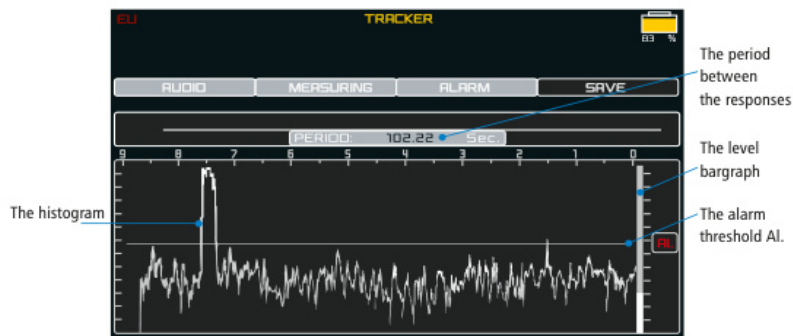 ELI TRACKER
83 %
AUDIO MEASURING ALARM SAVE
PERIOD: 102.22 Sec.
9 8 7 6 5 4 3 2 1 0
AL
The histogram
The period
between
the responses
The level
bargraph
The alarm
threshold Al.